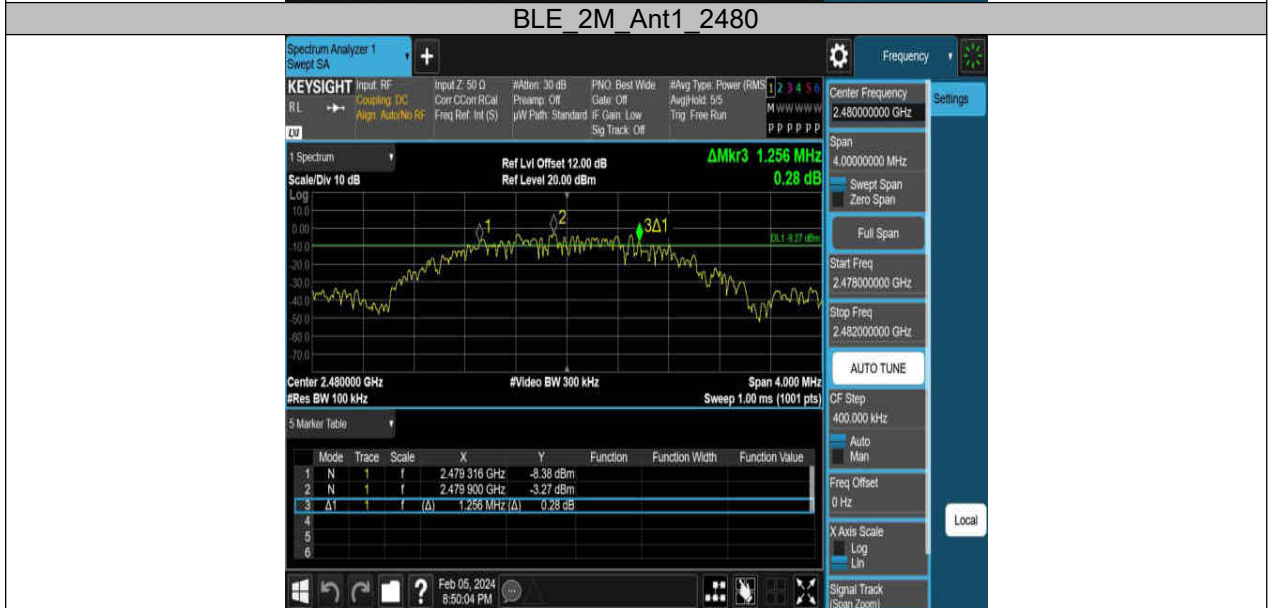 BLE_2M_Ant1_2480
Spectrum Analyzer 1
Swept SA
+
Frequency
KEYSIGHT
RL
Input: RF
Coupling: DC
Align: Auto/No RF
Input Z: 50 Ω
Corr CCorr RCal
Freq Ref: Int (S)
#Atten: 30 dB
Preamp: Off
µW Path: Standard
PNO: Best Wide
Gate: Off
IF Gain: Low
Sig Track: Off
#Avg Type: Power (RMS
Avg|Hold: 5/5
Trig: Free Run
1 2 3 4 5 6
M W W W W W
P P P P P P
1 Spectrum
Scale/Div 10 dB
Ref Lvl Offset 12.00 dB
Ref Level 20.00 dBm
ΔMkr3 1.256 MHz
0.28 dB
Log
10.0
0.00
-10.0
-20.0
-30.0
-40.0
-50.0
-60.0
-70.0
1
2
3Δ1
DL1 -9.27 dBm
Center 2.480000 GHz
#Res BW 100 kHz
#Video BW 300 kHz
Span 4.000 MHz
Sweep 1.00 ms (1001 pts)
5 Marker Table
Mode Trace Scale X Y Function Function Width Function Value
1 N 1 f 2.479 316 GHz -8.38 dBm
2 N 1 f 2.479 900 GHz -3.27 dBm
3 Δ1 1 f (Δ) 1.256 MHz (Δ) 0.28 dB
4
5
6
?
Feb 05, 2024
8:50:04 PM
Center Frequency
2.480000000 GHz
Settings
Span
4.00000000 MHz
Swept Span
Zero Span
Full Span
Start Freq
2.478000000 GHz
Stop Freq
2.482000000 GHz
AUTO TUNE
CF Step
400.000 kHz
Auto
Man
Freq Offset
0 Hz
X Axis Scale
Log
Lin
Local
Signal Track
(Span Zoom)